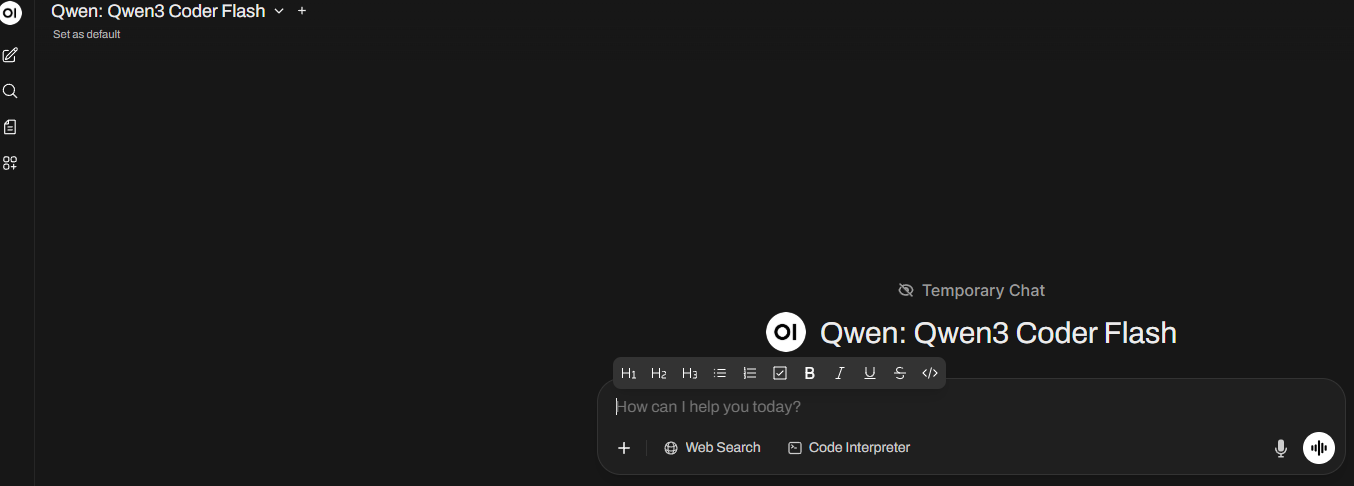 OI
Qwen: Qwen3 Coder Flash
Set as default
Temporary Chat
OI Qwen: Qwen3 Coder Flash
H1 H2 H3 B I U S </>
How can I help you today?
+ Web Search Code Interpreter